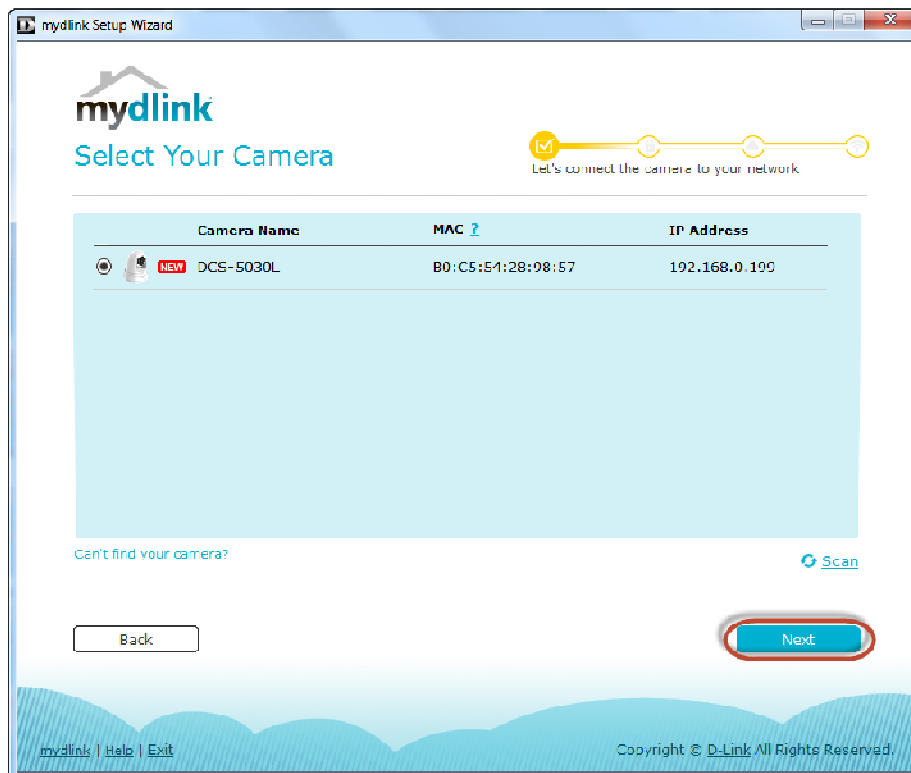 mydlink Setup Wizard
mydlink
Select Your Camera
Let's connect the camera to your network
Camera Name MAC ? IP Address
NEW DCS-5030L B0:C5:54:28:98:57 192.168.0.199
Can't find your camera?
Scan
Back Next
mydlink | Help | Exit Copyright © D-Link All Rights Reserved.